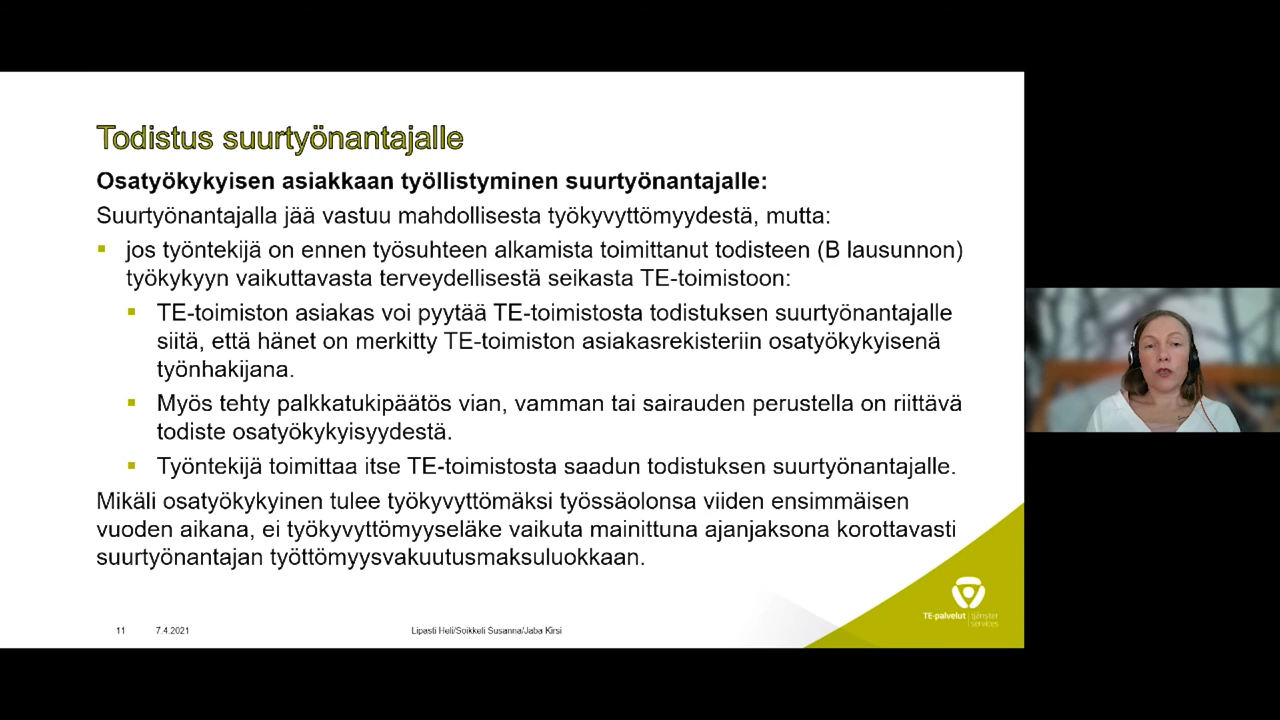 Todistus suurtyönantajalle
Osatyökykyisen asiakkaan työllistyminen suurtyönantajalle:
Suurtyönantajalla jää vastuu mahdollisesta työkyvyttömyydestä, mutta:
jos työntekijä on ennen työsuhteen alkamista toimittanut todisteen (B lausunnon)
työkykyyn vaikuttavasta terveydellisestä seikasta TE-toimistoon:
TE-toimiston asiakas voi pyytää TE-toimistosta todistuksen suurtyönantajalle
siitä, että hänet on merkitty TE-toimiston asiakasrekisteriin osatyökykyisenä
työnhakijana.
Myös tehty palkkatukipäätös vian, vamman tai sairauden perustella on riittävä
todiste osatyökykyisyydestä.
Työntekijä toimittaa itse TE-toimistosta saadun todistuksen suurtyönantajalle.
Mikäli osatyökykyinen tulee työkyvyttömäksi työssäolonsa viiden ensimmäisen
vuoden aikana, ei työkyvyttömyyseläke vaikuta mainittuna ajanjaksona korottavasti
suurtyönantajan työttömyysvakuutusmaksuluokkaan.
11 7.4.2021 Lipasti Heli/Soikkeli Susanna/Jaba Kirsi
TE-palvelut tjänster
services